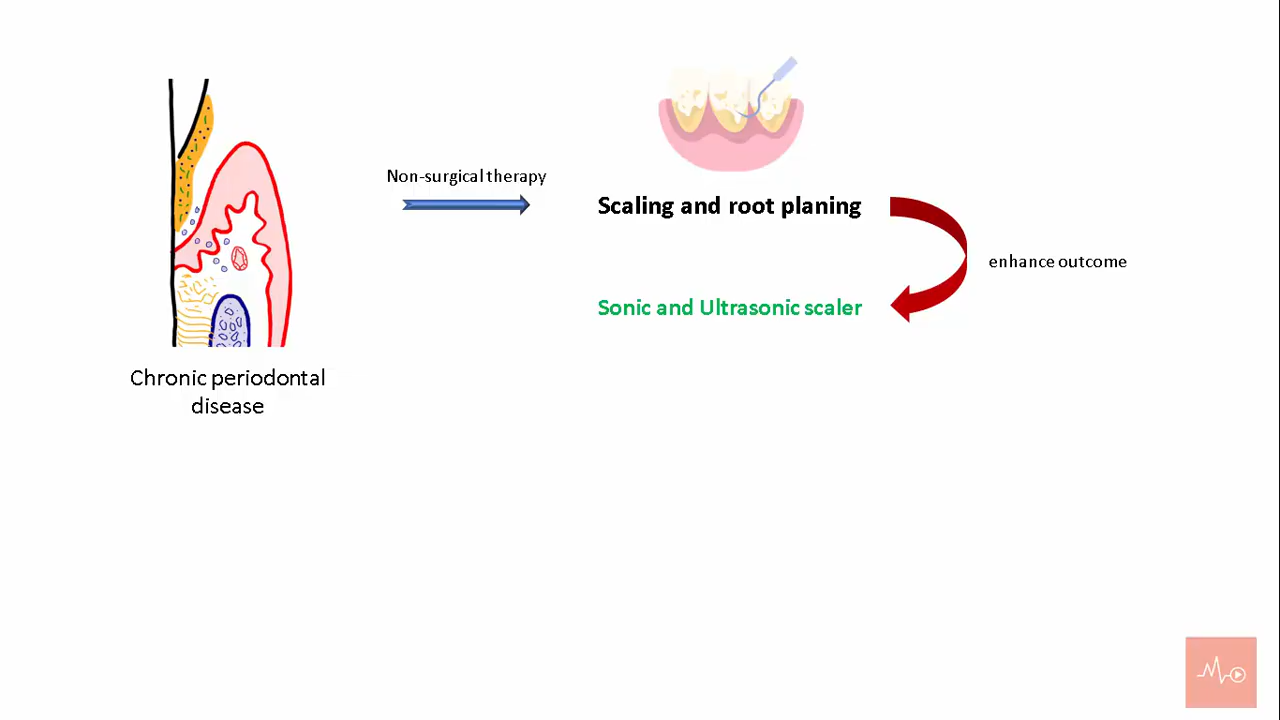 Non-surgical therapy
Scaling and root planing
enhance outcome
Sonic and Ultrasonic scaler
Chronic periodontal
disease